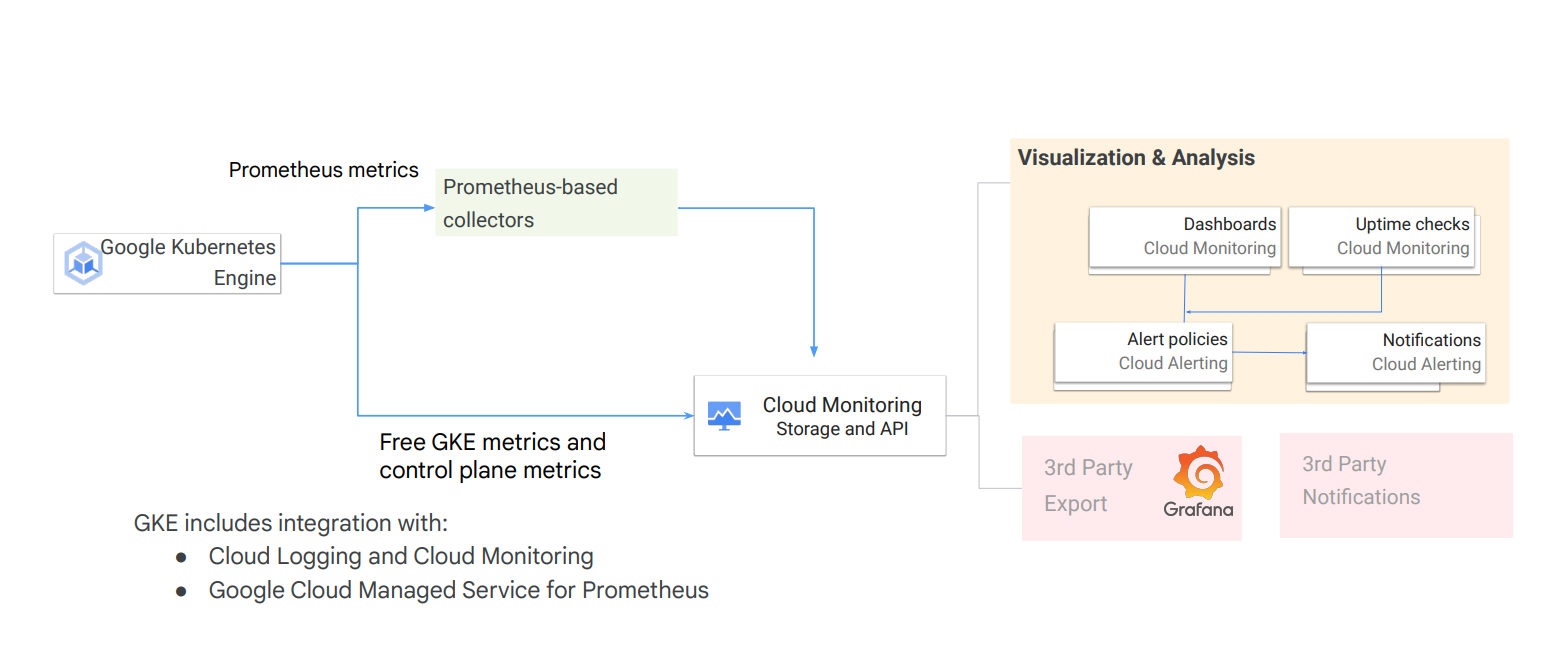 Prometheus metrics
Prometheus-based
collectors
Google Kubernetes
Engine
Free GKE metrics and
control plane metrics
Cloud Monitoring
Storage and API
Visualization & Analysis
Dashboards
Cloud Monitoring
Uptime checks
Cloud Monitoring
Alert policies
Cloud Alerting
Notifications
Cloud Alerting
3rd Party
Export
Grafana
3rd Party
Notifications
GKE includes integration with:
● Cloud Logging and Cloud Monitoring
● Google Cloud Managed Service for Prometheus